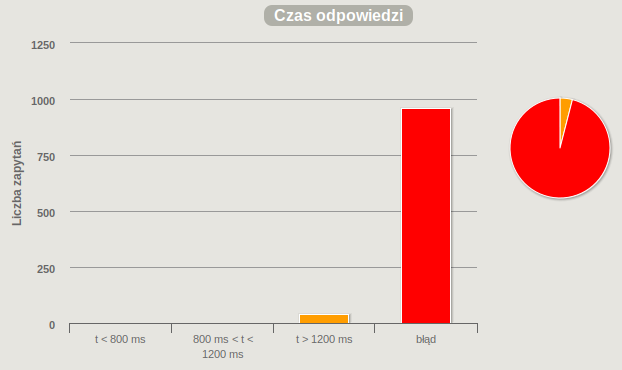 Czas odpowiedzi
1250
1000
750
500
250
0
Liczba zapytań
t < 800 ms
800 ms < t <
1200 ms
t > 1200 ms
błąd